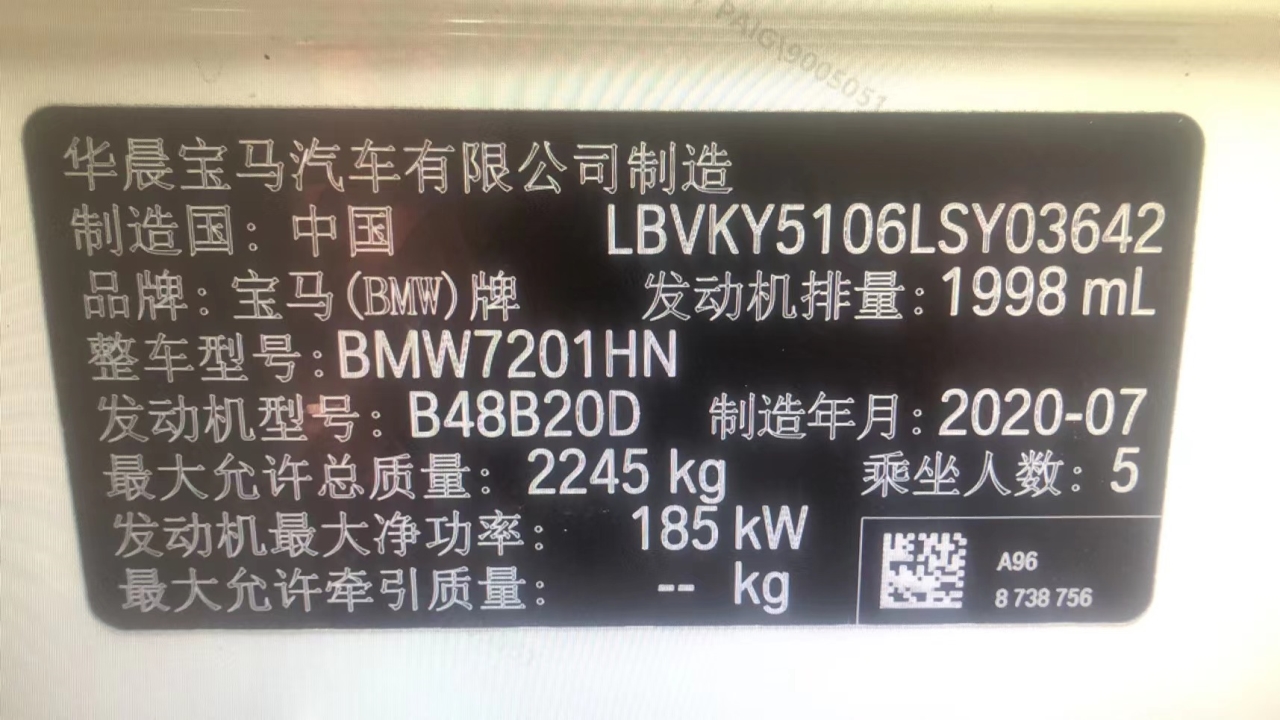 PAIG\9005051
华晨宝马汽车有限公司制造
制造国：中国 LBVKY5106LSY03642
品牌：宝马(BMW)牌 发动机排量：1998 mL
整车型号：BMW7201HN
发动机型号：B48B20D 制造年月：2020-07
最大允许总质量：2245 kg 乘坐人数：5
发动机最大净功率：185 kW
最大允许牵引质量：-- kg
A96
8 738 756